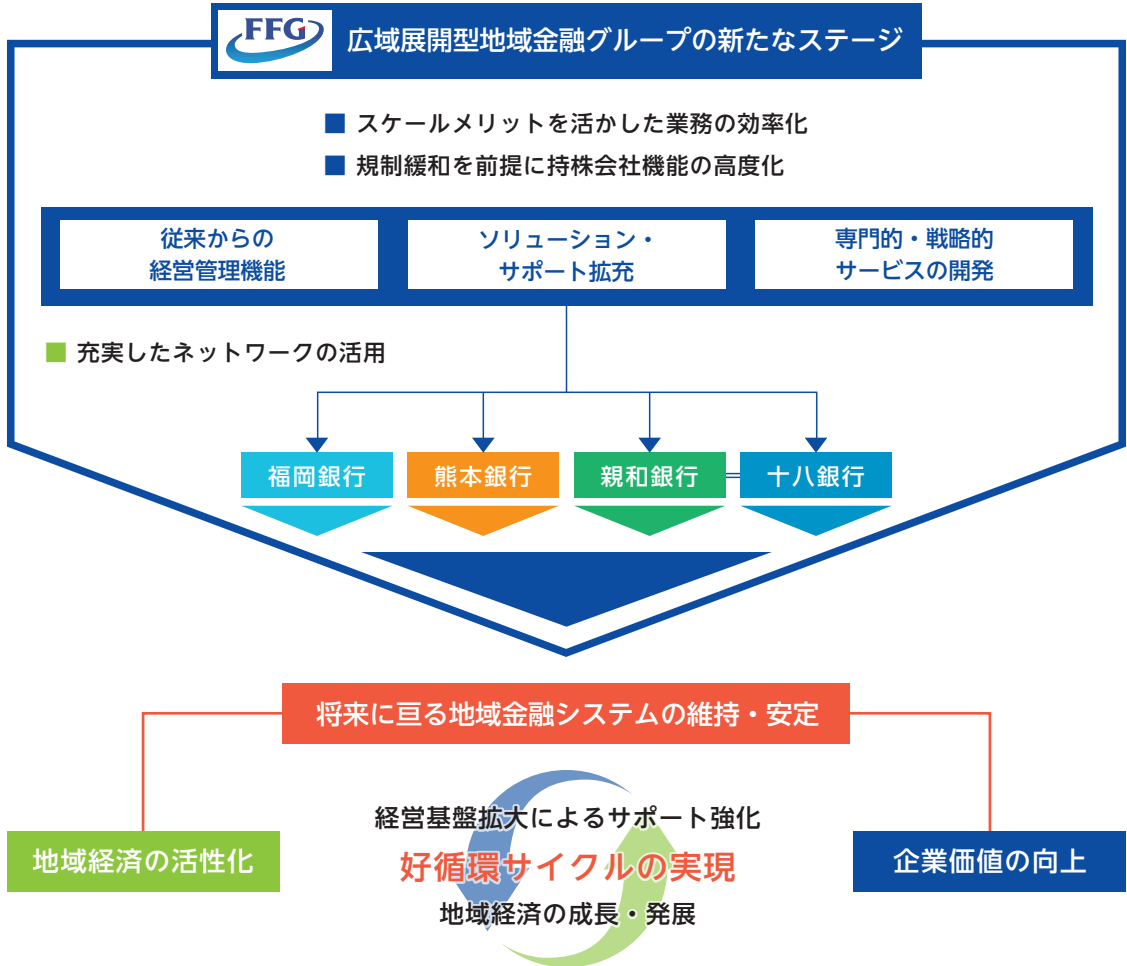 FFG
広域展開型地域金融グループの新たなステージ
■ スケールメリットを活かした業務の効率化
■ 規制緩和を前提に持株会社機能の高度化
従来からの
経営管理機能
ソリューション・
サポート拡充
専門的・戦略的
サービスの開発
■ 充実したネットワークの活用
福岡銀行
熊本銀行
親和銀行
十八銀行
将来に亘る地域金融システムの維持・安定
経営基盤拡大によるサポート強化
地域経済の活性化
好循環サイクルの実現
企業価値の向上
地域経済の成長・発展